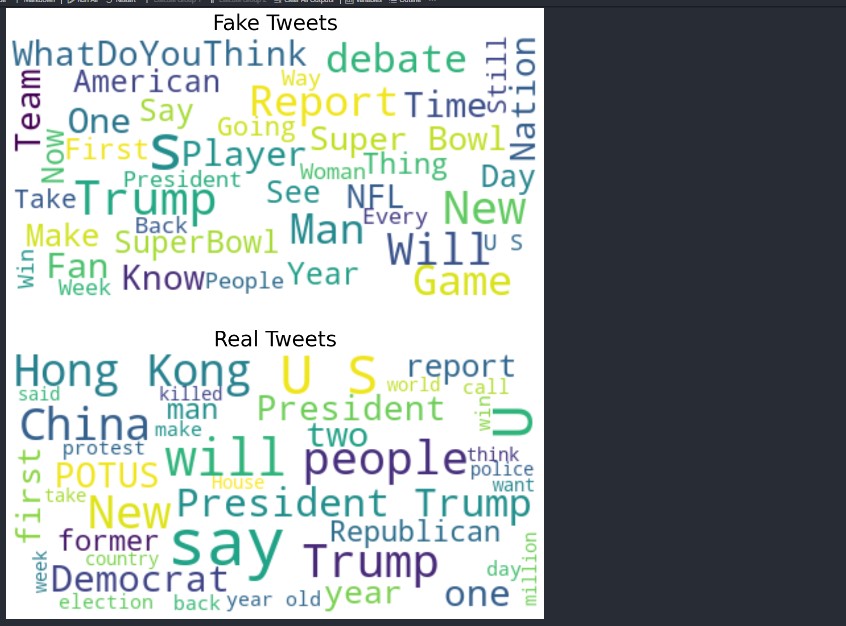 Fake Tweets
WhatDoYouThink debate Still Nation
Team American Way
Report Time
One Say Going
Now First S Player Super Bowl
Woman Thing
President Day
Take Trump See NFL New
Back Every
Make SuperBowl Man Will U S
Win Fan Know People Year Game
Week
Real Tweets
Hong Kong U S report
said killed world call
China man President win U
make two
protest will people think
first POTUS police
House want
take New President Trump
former say Republican
country Trump million
week Democrat day
election back year old year one